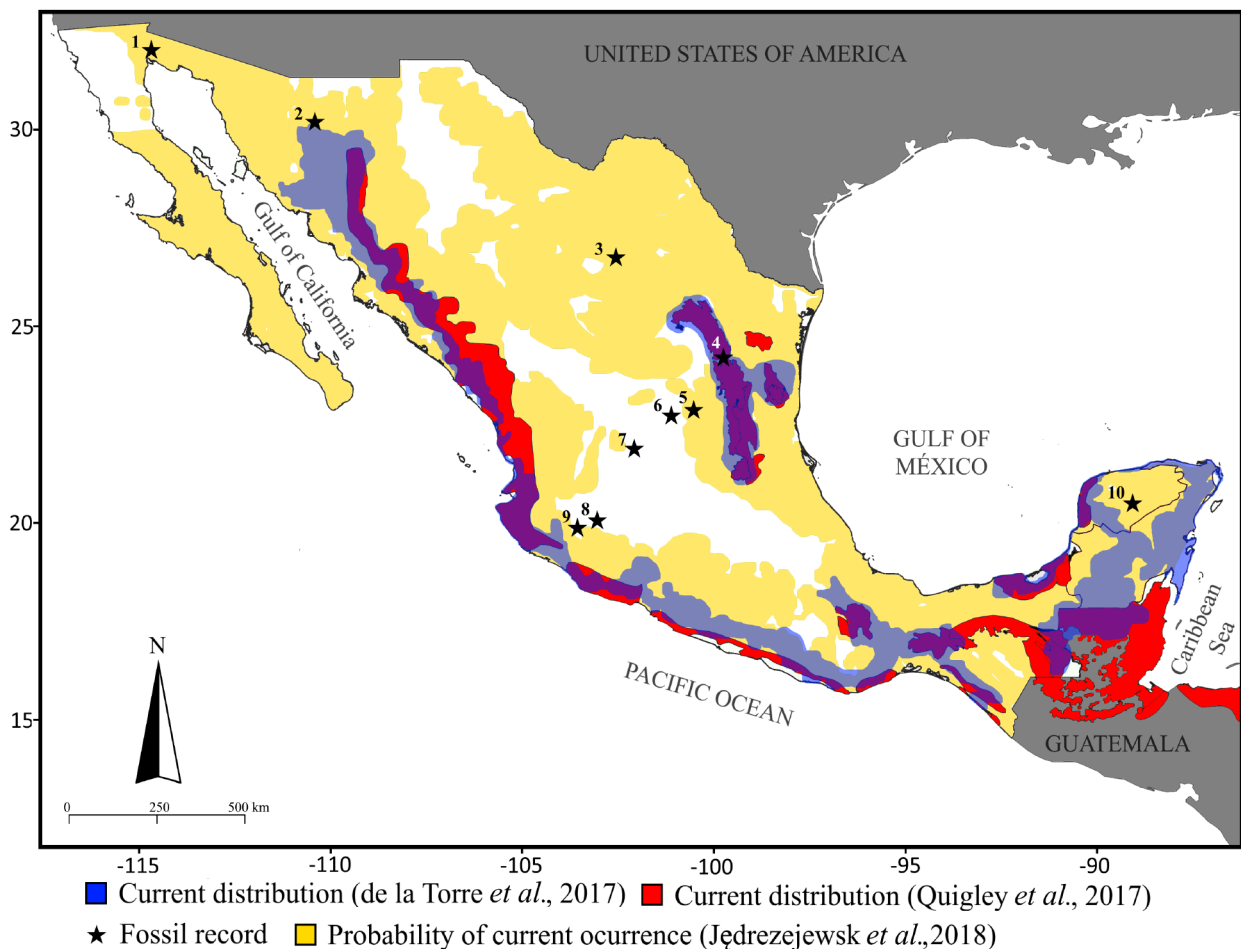 UNITED STATES OF AMERICA
1
2
30
3
Gulf of California
25
4
5
6
7
GULF OF
MÉXICO
10
20
8
9
Caribbean
Sea
N
PACIFIC OCEAN
15
GUATEMALA
0 250 500 km
-115 -110 -105 -100 -95 -90
Current distribution (de la Torre et al., 2017) Current distribution (Quigley et al., 2017)
Fossil record Probability of current ocurrence (Jędrezejewsk et al.,2018)